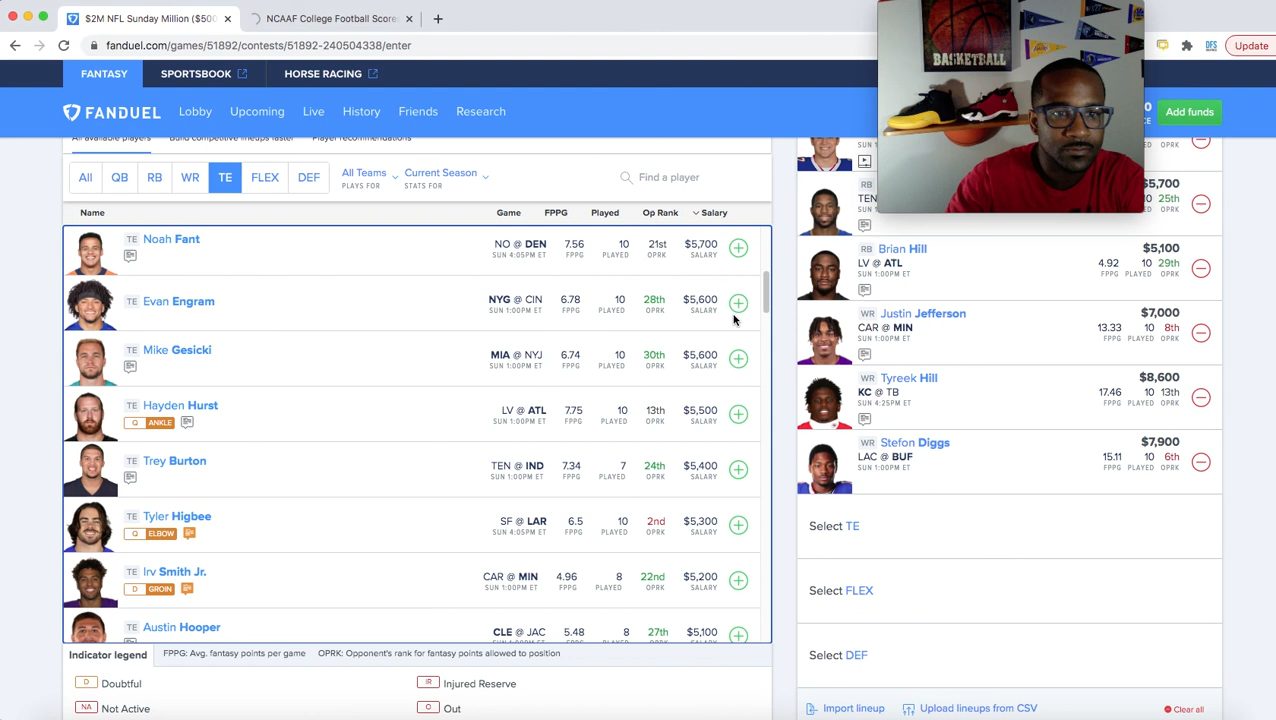 $2M NFL Sunday Million ($500
NCAAF College Football Score
fanduel.com/games/51892/contests/51892-240504338/enter
DFS
Update
BASKETBALL
FANTASY
SPORTSBOOK
HORSE RACING
FANDUEL
Lobby
Upcoming
Live
History
Friends
Research
Add funds
All available players
Build competitive lineups faster
Player recommendations
All
QB
RB
WR
TE
FLEX
DEF
All Teams
PLAYS FOR
Current Season
STATS FOR
Find a player
Name Game FPPG Played Op Rank Salary
TE Noah Fant NO @ DEN 7.56 10 21st $5,700
SUN 4:05PM ET FPPG PLAYED OPRK SALARY
TE Evan Engram NYG @ CIN 6.78 10 28th $5,600
SUN 1:00PM ET FPPG PLAYED OPRK SALARY
TE Mike Gesicki MIA @ NYJ 6.74 10 30th $5,600
SUN 1:00PM ET FPPG PLAYED OPRK SALARY
TE Hayden Hurst LV @ ATL 7.75 10 13th $5,500
Q ANKLE SUN 1:00PM ET FPPG PLAYED OPRK SALARY
TE Trey Burton TEN @ IND 7.34 7 24th $5,400
SUN 1:00PM ET FPPG PLAYED OPRK SALARY
TE Tyler Higbee SF @ LAR 6.5 10 2nd $5,300
Q ELBOW SUN 4:05PM ET FPPG PLAYED OPRK SALARY
TE Irv Smith Jr. CAR @ MIN 4.96 8 22nd $5,200
D GROIN SUN 1:00PM ET FPPG PLAYED OPRK SALARY
TE Austin Hooper CLE @ JAC 5.48 8 27th $5,100
Indicator legend
FPPG: Avg. fantasy points per game
OPRK: Opponent's rank for fantasy points allowed to position
D Doubtful
IR Injured Reserve
NA Not Active
O Out
SUN
RB $5,700
TEN 10 25th
SUN PLAYED OPRK
RB Brian Hill $5,100
LV @ ATL 4.92 10 29th
SUN 1:00PM ET FPPG PLAYED OPRK
WR Justin Jefferson $7,000
CAR @ MIN 13.33 10 8th
SUN 1:00PM ET FPPG PLAYED OPRK
WR Tyreek Hill $8,600
KC @ TB 17.46 10 13th
SUN 4:25PM ET FPPG PLAYED OPRK
WR Stefon Diggs $7,900
LAC @ BUF 15.11 10 6th
SUN 1:00PM ET FPPG PLAYED OPRK
Select TE
Select FLEX
Select DEF
Import lineup
Upload lineups from CSV
Clear all